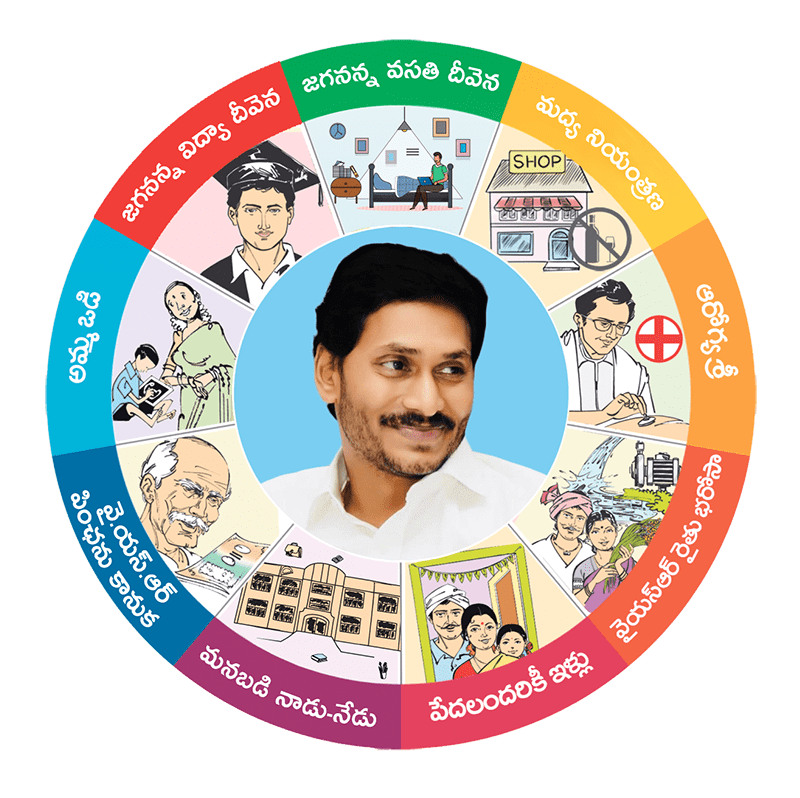 జగనన్న వసతి దీవెన
మద్య నియంత్రణ
SHOP
ఆరోగ్య శ్రీ
వైయస్ఆర్ రైతు భరోసా
పేదలందరికీ ఇళ్లు
మనబడి నాడు-నేడు
వై.యస్.ఆర్
పింఛను కానుక
అమ్మ ఒడి
జగనన్న విద్యా దీవెన